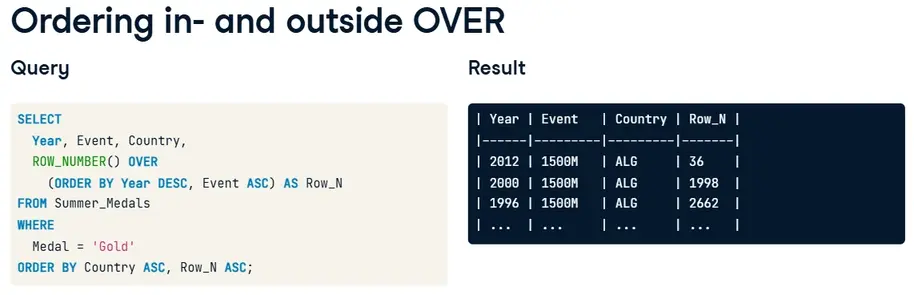 Ordering in- and outside OVER
Query
SELECT
Year, Event, Country,
ROW_NUMBER() OVER
(ORDER BY Year DESC, Event ASC) AS Row_N
FROM Summer_Medals
WHERE
Medal = 'Gold'
ORDER BY Country ASC, Row_N ASC;
Result
| Year | Event   | Country | Row_N |
|------|---------|---------|-------|
| 2012 | 1500M   | ALG     | 36    |
| 2000 | 1500M   | ALG     | 1998  |
| 1996 | 1500M   | ALG     | 2662  |
| ...  | ...     | ...     | ...   |